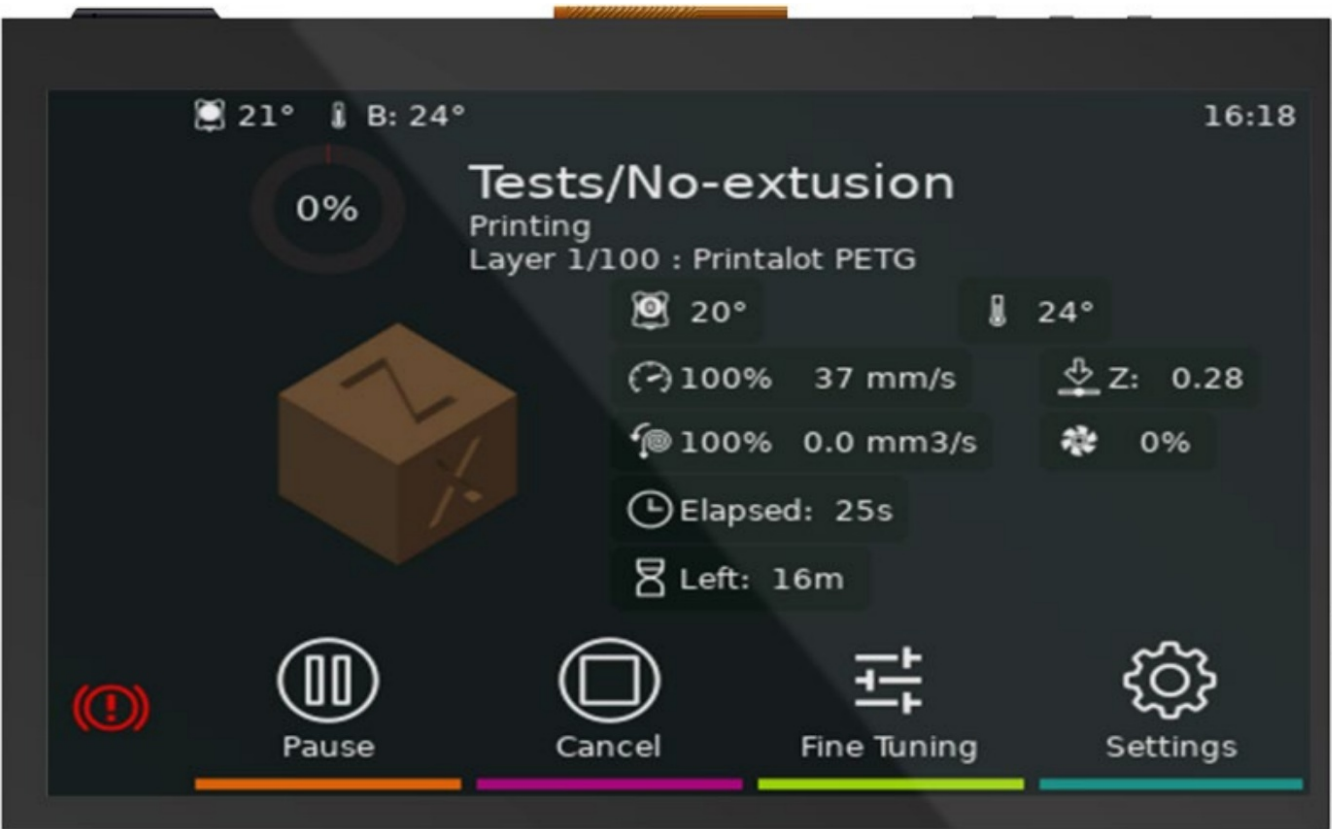 21° B: 24° 16:18
0%
Tests/No-extusion
Printing
Layer 1/100 : Printalot PETG
20° 24°
100% 37 mm/s Z: 0.28
100% 0.0 mm3/s 0%
Elapsed: 25s
Left: 16m
Z
X
Pause Cancel Fine Tuning Settings